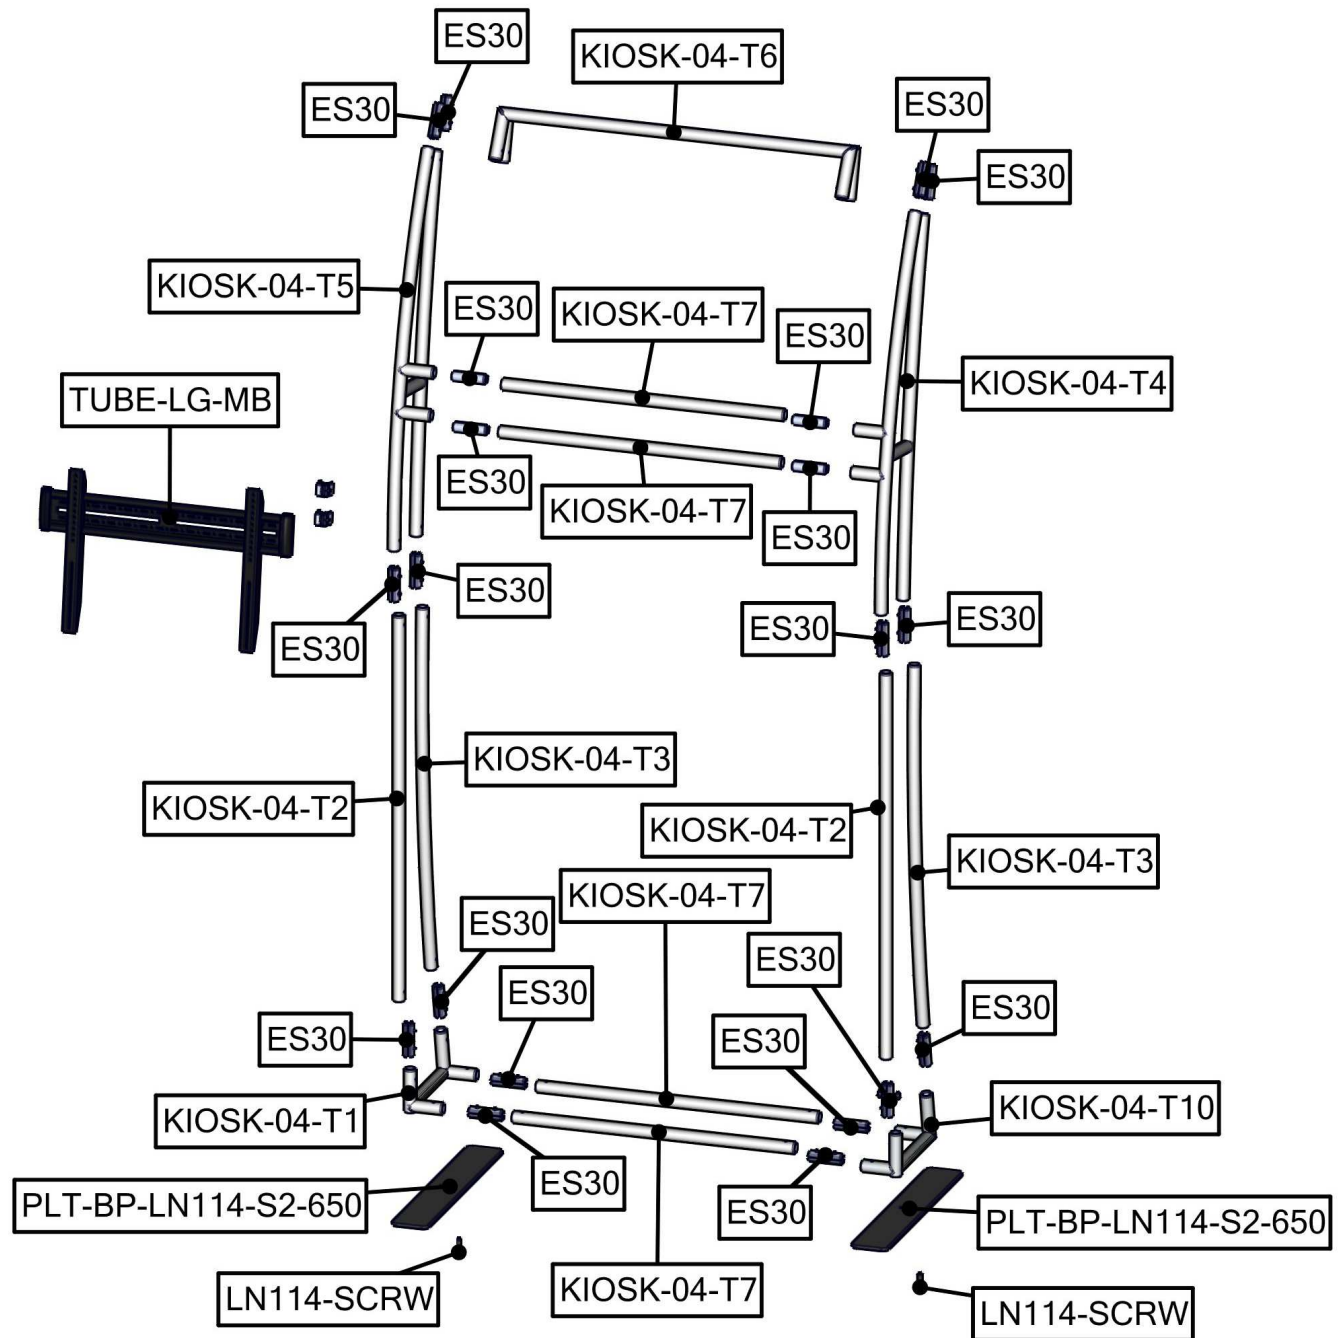 ES30
KIOSK-04-T6
ES30
ES30
ES30
KIOSK-04-T5
ES30
KIOSK-04-T7
ES30
KIOSK-04-T4
TUBE-LG-MB
ES30
KIOSK-04-T7
ES30
ES30
ES30
ES30
ES30
KIOSK-04-T3
KIOSK-04-T2
KIOSK-04-T2
KIOSK-04-T3
KIOSK-04-T7
ES30
ES30
ES30
ES30
ES30
ES30
KIOSK-04-T1
KIOSK-04-T10
ES30
PLT-BP-LN114-S2-650
ES30
PLT-BP-LN114-S2-650
KIOSK-04-T7
LN114-SCRW
LN114-SCRW